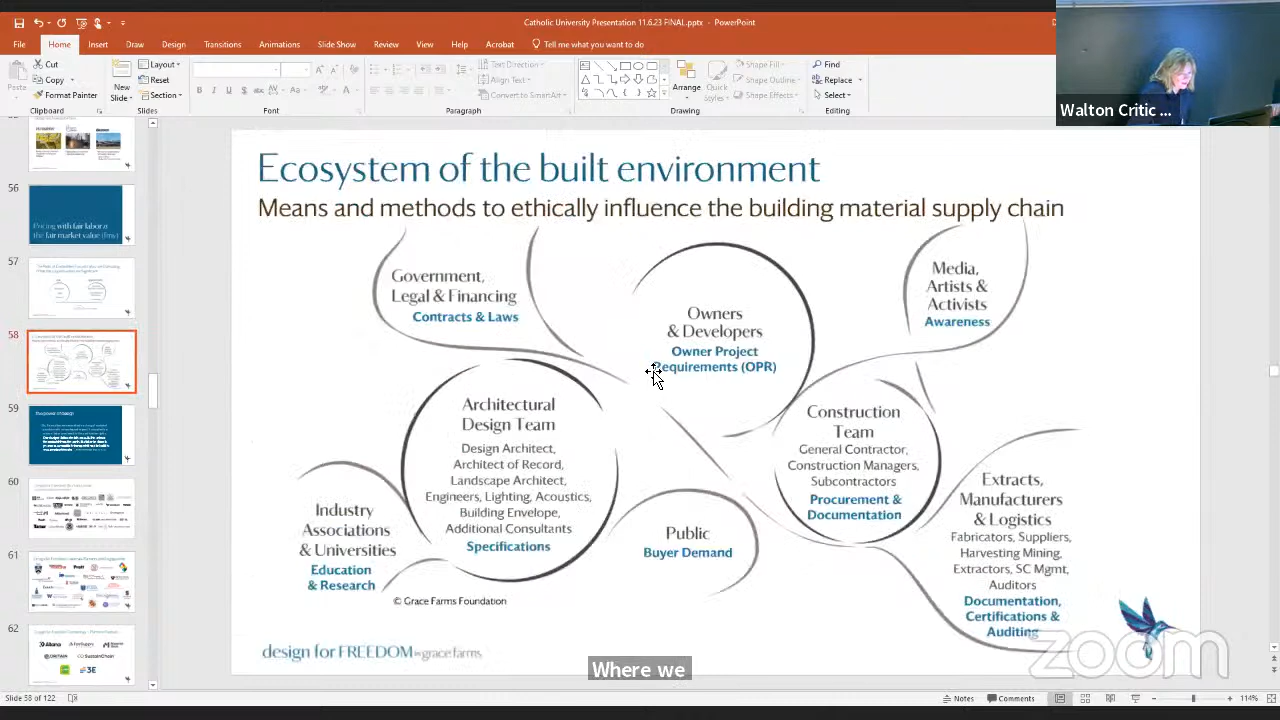 Catholic University Presentation 11.6.23 FINAL.pptx - PowerPoint
File Home Insert Draw Design Transitions Animations Slide Show Review View Help Acrobat Tell me what you want to do
Cut
Copy
Format Painter
Paste
Clipboard
New
Slide
Layout
Reset
Section
Slides
Font
Text Direction
Align Text
Convert to SmartArt
Paragraph
Arrange
Quick
Styles
Shape Fill
Shape Outline
Shape Effects
Drawing
Find
Replace
Select
Editing
Walton Critic ...
56
57
58
59
60
61
62
Ecosystem of the built environment
Means and methods to ethically influence the building material supply chain
Government,
Legal & Financing
Contracts & Laws
Owners
& Developers
Owner Project
Requirements (OPR)
Media,
Artists &
Activists
Awareness
Architectural
Design Team
Design Architect,
Architect of Record,
Landscape Architect,
Engineers, Lighting, Acoustics,
Building Envelope,
Additional Consultants
Specifications
Construction
Team
General Contractor,
Construction Managers,
Subcontractors
Procurement &
Documentation
Industry
Associations
& Universities
Education
& Research
Public
Buyer Demand
Extracts,
Manufacturers
& Logistics
Fabricators, Suppliers,
Harvesting Mining,
Extractors, SC Mgmt,
Auditors
Documentation,
Certifications &
Auditing
© Grace Farms Foundation
design for FREEDOM by grace farms
zoom
Where we
Slide 58 of 122
Notes
Comments
114%